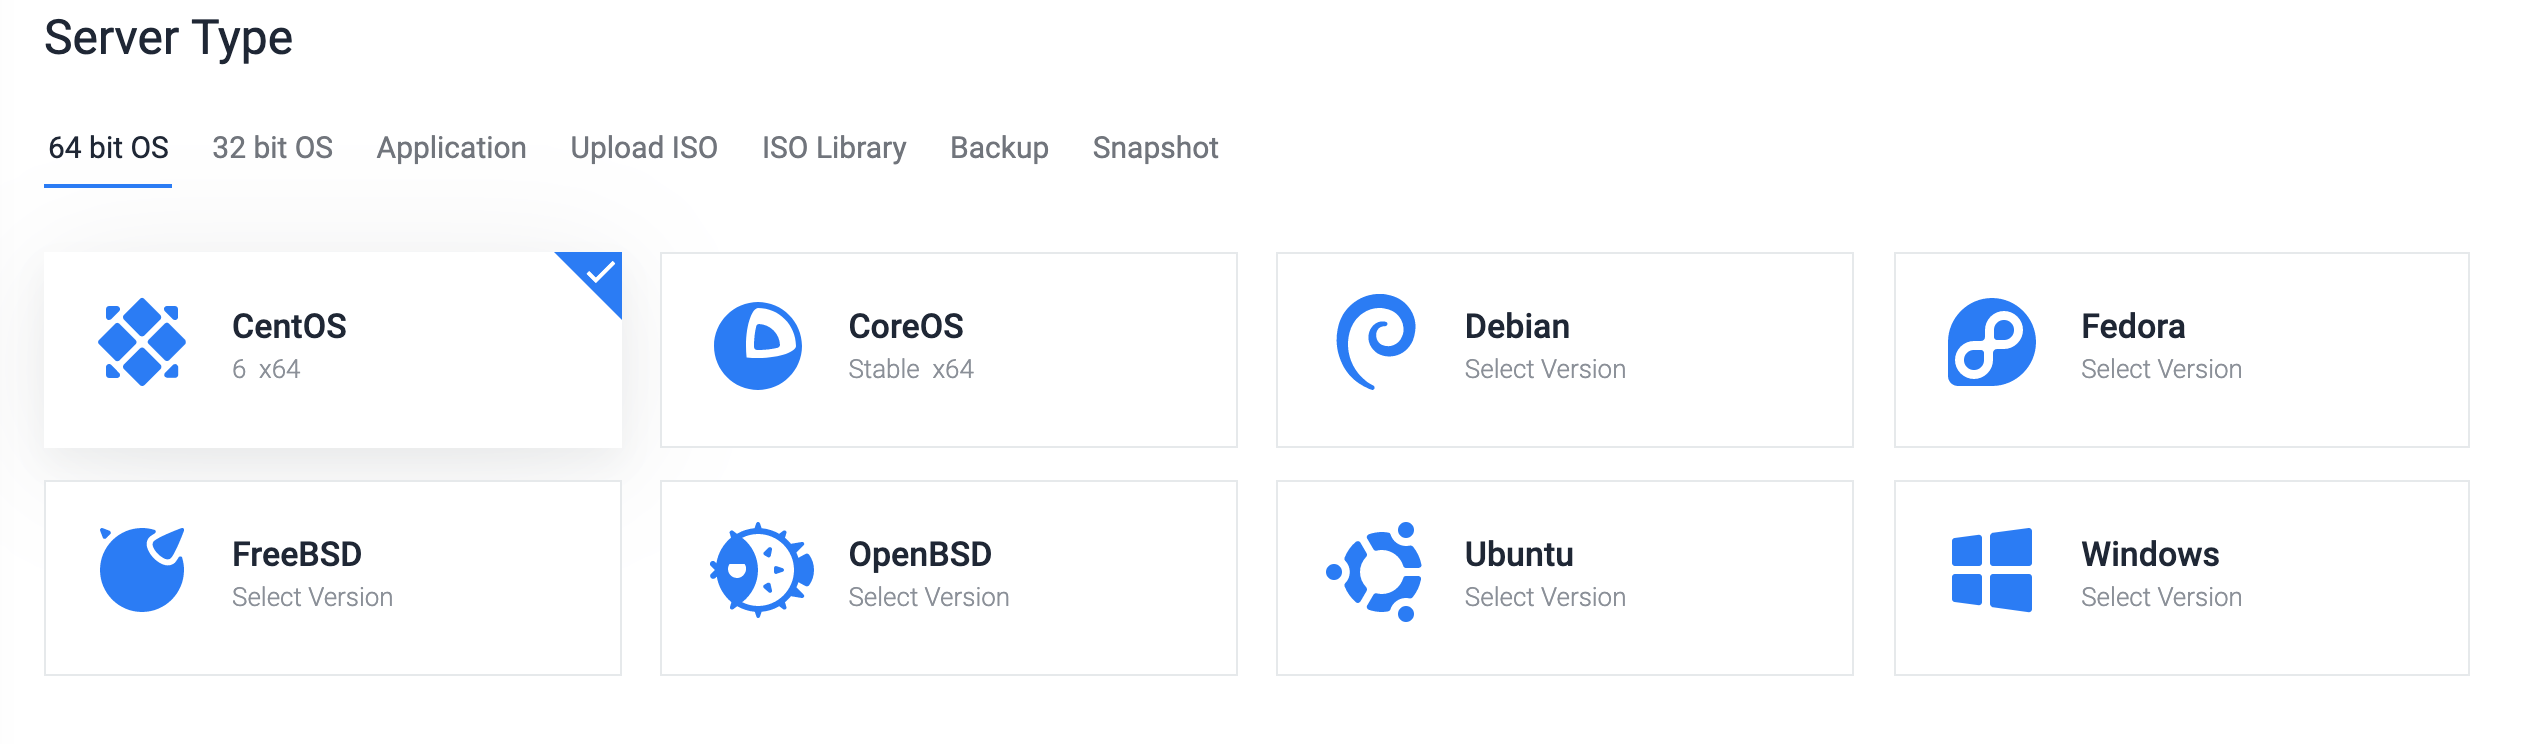 Server Type
64 bit OS 32 bit OS Application Upload ISO ISO Library Backup Snapshot
CentOS
6 x64
CoreOS
Stable x64
Debian
Select Version
Fedora
Select Version
FreeBSD
Select Version
OpenBSD
Select Version
Ubuntu
Select Version
Windows
Select Version